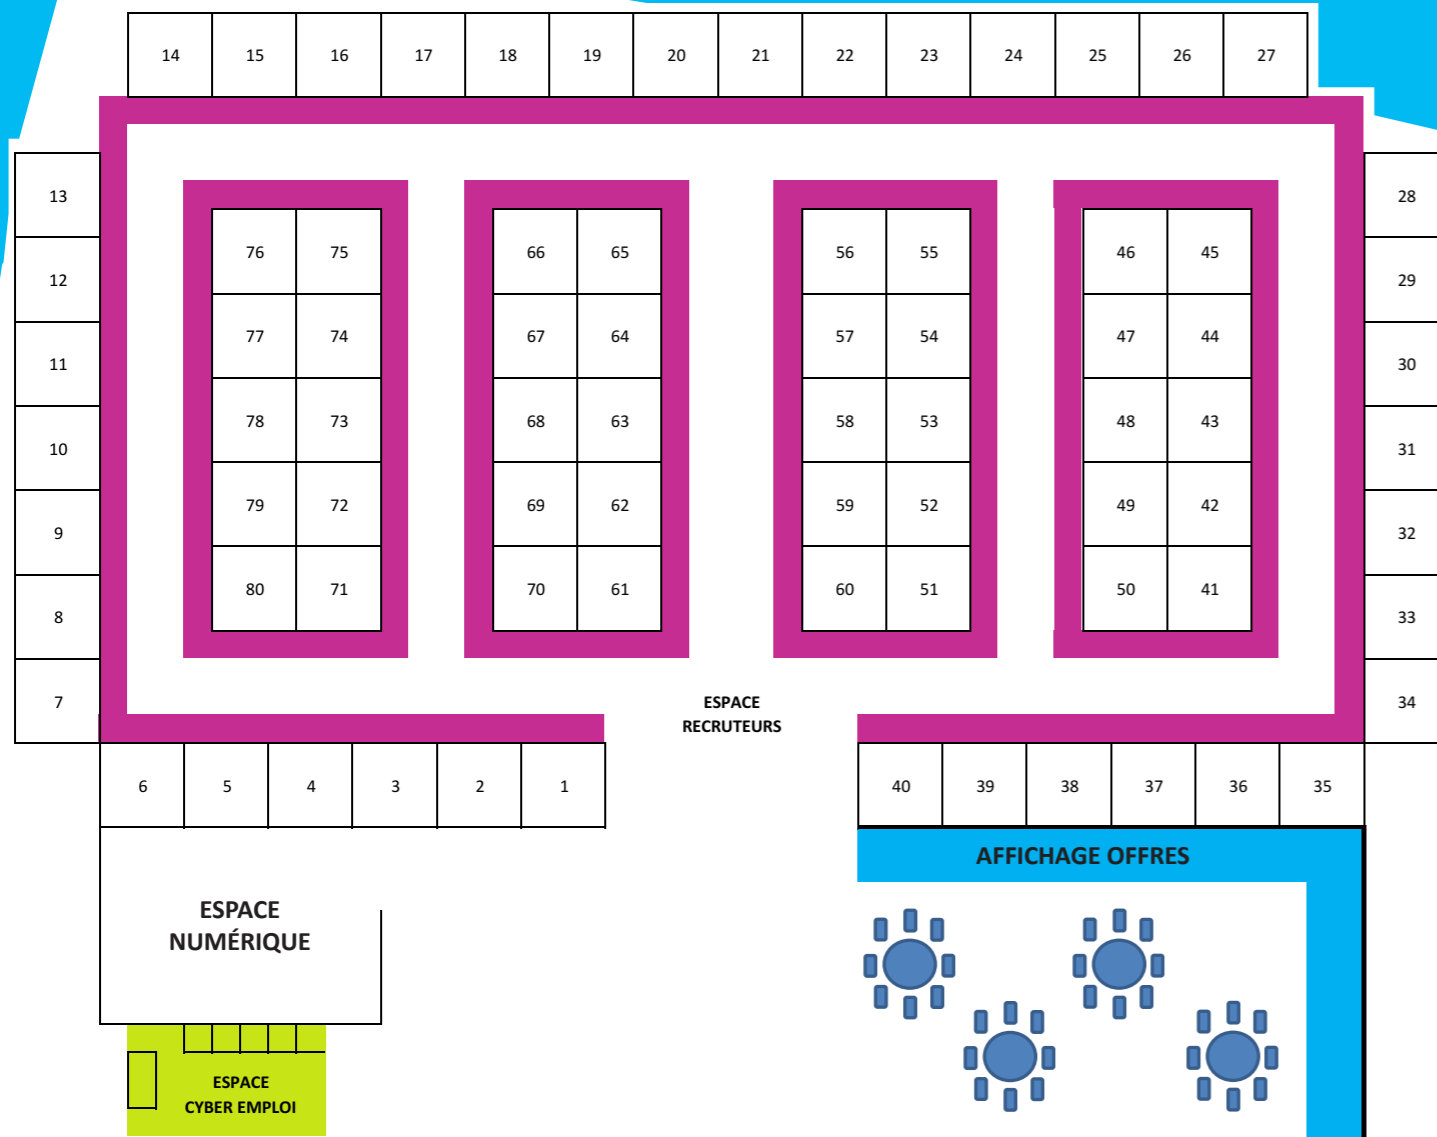 14 15 16 17 18 19 20 21 22 23 24 25 26 27
13 28
76 75 66 65 56 55 46 45
12 29
77 74 67 64 57 54 47 44
11 30
78 73 68 63 58 53 48 43
10 31
79 72 69 62 59 52 49 42
9 32
80 71 70 61 60 51 50 41
8 33
7 34
ESPACE
RECRUTEURS
6 5 4 3 2 1 40 39 38 37 36 35
AFFICHAGE OFFRES
ESPACE
NUMÉRIQUE
ESPACE
CYBER EMPLOI